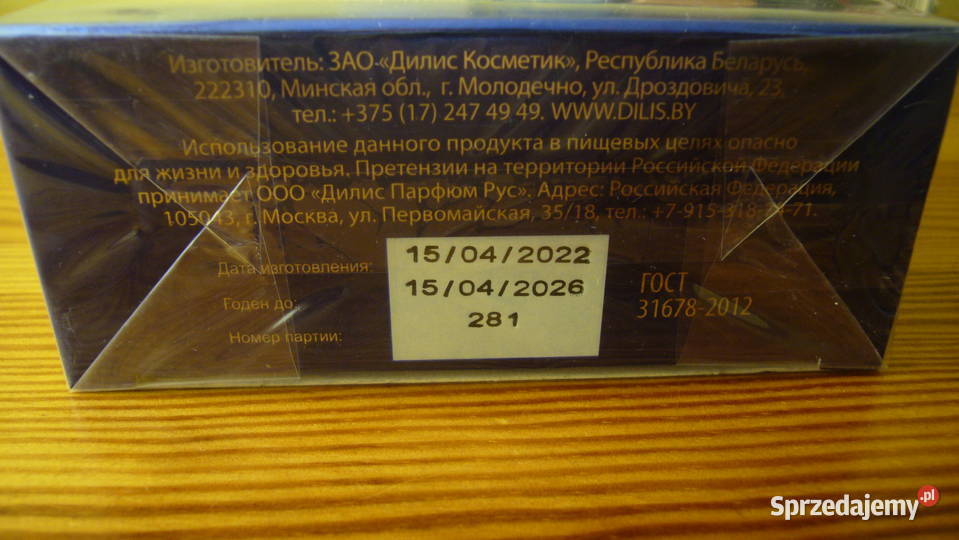 Изготовитель: ЗАО «Дилис Косметик», Республика Беларусь,
222310, Минская обл., г. Молодечно, ул. Дроздовича, 23,
тел.: +375 (17) 247 49 49. WWW.DILIS.BY
Использование данного продукта в пищевых целях опасно
для жизни и здоровья. Претензии на территории Российской Федерации
принимает ООО «Дилис Парфюм Рус». Адрес: Российская Федерация,
г. Москва, ул. Первомайская, 35/18, тел.:
Дата изготовления: 15/04/2022
Годен до: 15/04/2026
Номер партии: 281
ГОСТ
31678-2012
Sprzedajemy.pl